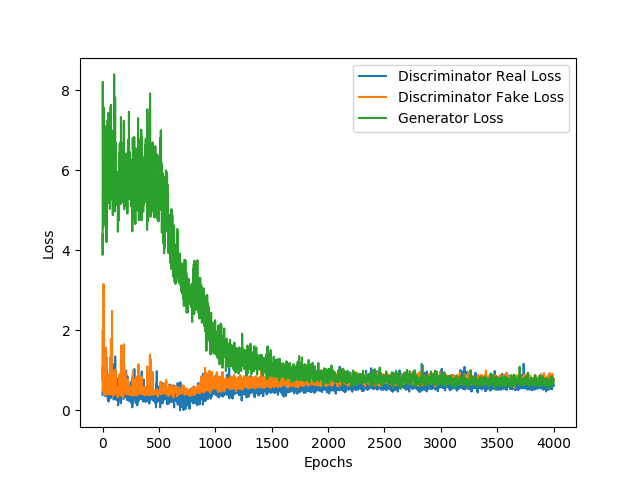 Discriminator Real Loss
Discriminator Fake Loss
Generator Loss
8
6
4
2
0
Loss
0 500 1000 1500 2000 2500 3000 3500 4000
Epochs